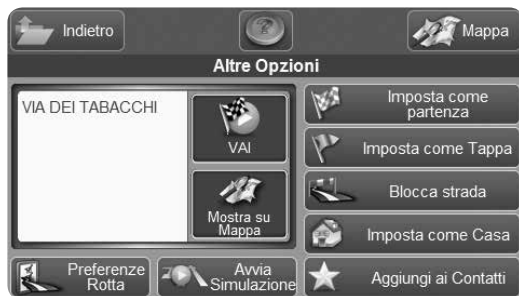 Indietro
?
Mappa
Altre Opzioni
VIA DEI TABACCHI
VAI
Mostra su
Mappa
Imposta come
partenza
Imposta come Tappa
Blocca strada
Imposta come Casa
Preferenze
Rotta
Avvia
Simulazione
Aggiungi ai Contatti